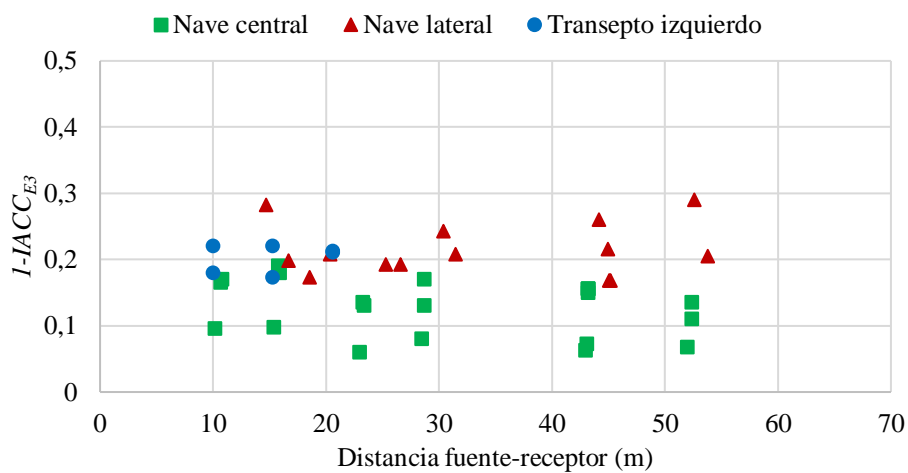 Nave central Nave lateral Transepto izquierdo
0,5
0,4
0,3
0,2
0,1
0
1-IACC_{E3}
0 10 20 30 40 50 60 70
Distancia fuente-receptor (m)